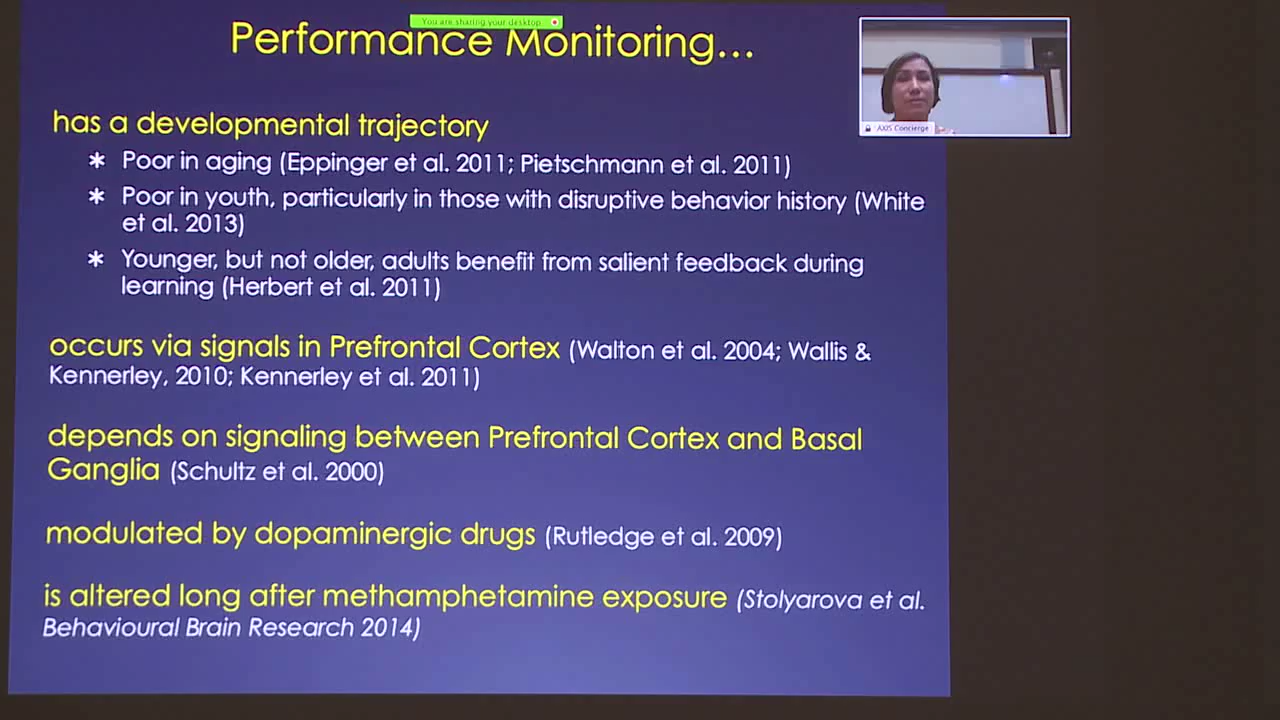 You are sharing your desktop
Performance Monitoring...
AXIS Concierge
has a developmental trajectory
* Poor in aging (Eppinger et al. 2011; Pietschmann et al. 2011)
* Poor in youth, particularly in those with disruptive behavior history (White
et al. 2013)
* Younger, but not older, adults benefit from salient feedback during
learning (Herbert et al. 2011)
occurs via signals in Prefrontal Cortex (Walton et al. 2004; Wallis &
Kennerley, 2010; Kennerley et al. 2011)
depends on signaling between Prefrontal Cortex and Basal
Ganglia (Schultz et al. 2000)
modulated by dopaminergic drugs (Rutledge et al. 2009)
is altered long after methamphetamine exposure (Stolyarova et al.
Behavioural Brain Research 2014)